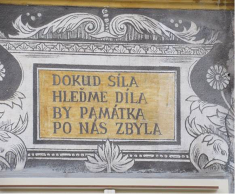 DOKUD SÍLA
HLEĎME DÍLA
BY PAMÁTKA
PO NÁS ZBYLA